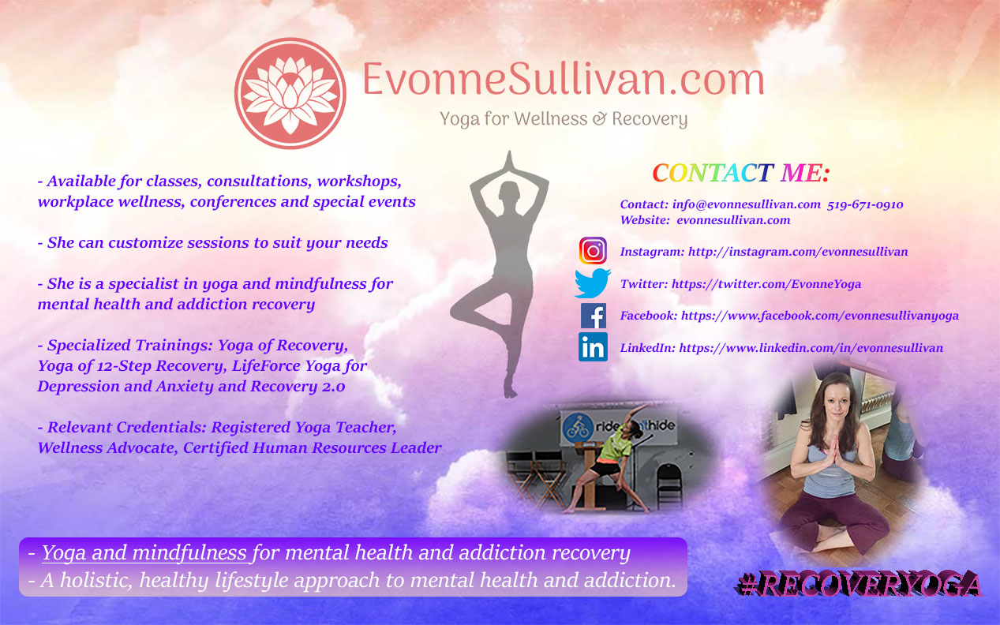 EvonneSullivan.com
Yoga for Wellness & Recovery
- Available for classes, consultations, workshops,
workplace wellness, conferences and special events
- She can customize sessions to suit your needs
- She is a specialist in yoga and mindfulness for
mental health and addiction recovery
- Specialized Trainings: Yoga of Recovery,
Yoga of 12-Step Recovery, LifeForce Yoga for
Depression and Anxiety and Recovery 2.0
- Relevant Credentials: Registered Yoga Teacher,
Wellness Advocate, Certified Human Resources Leader
CONTACT ME:
Contact: info@evonnesullivan.com 519-671-0910
Website: evonnesullivan.com
Instagram: http://instagram.com/evonnesullivan
Twitter: https://twitter.com/EvonneYoga
f
Facebook: https://www.facebook.com/evonnesullivanyoga
in
LinkedIn: https://www.linkedin.com/in/evonnesullivan
ride hide
- Yoga and mindfulness for mental health and addiction recovery
- A holistic, healthy lifestyle approach to mental health and addiction.
#RECOVERYOGA